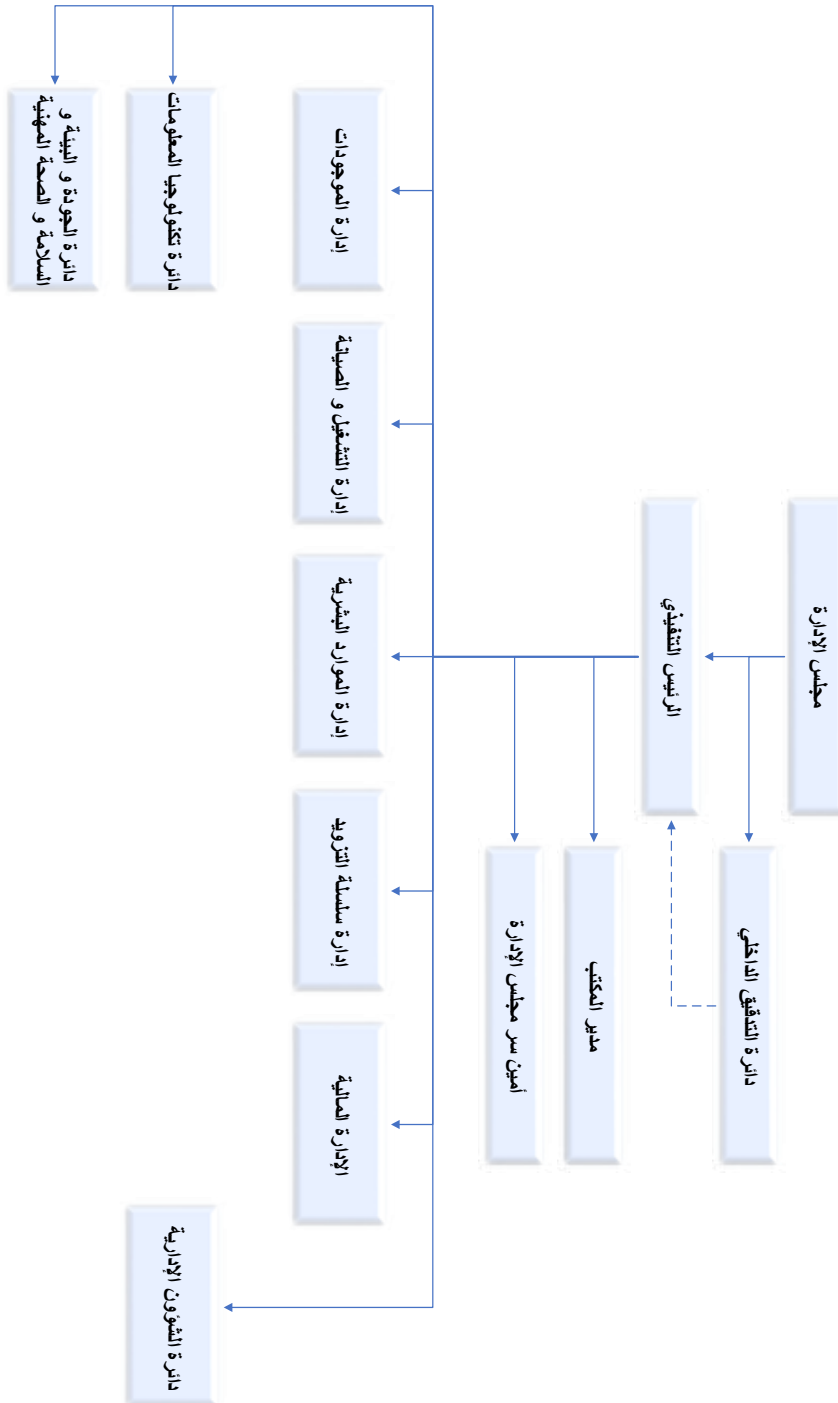 مجلس الإدارة
دائرة التدقيق الداخلي
الرئيس التنفيذي
مدير المكتب
أمين سر مجلس الإدارة
الإدارة المالية
إدارة سلسلة التزويد
إدارة الموارد البشرية
إدارة التشغيل و الصيانة
إدارة الموجودات
دائرة الشؤوون الإدارية
دائرة تكنولوجيا المعلومات
دائرة الجودة و البيئة و
السلامة و الصحة المهنية